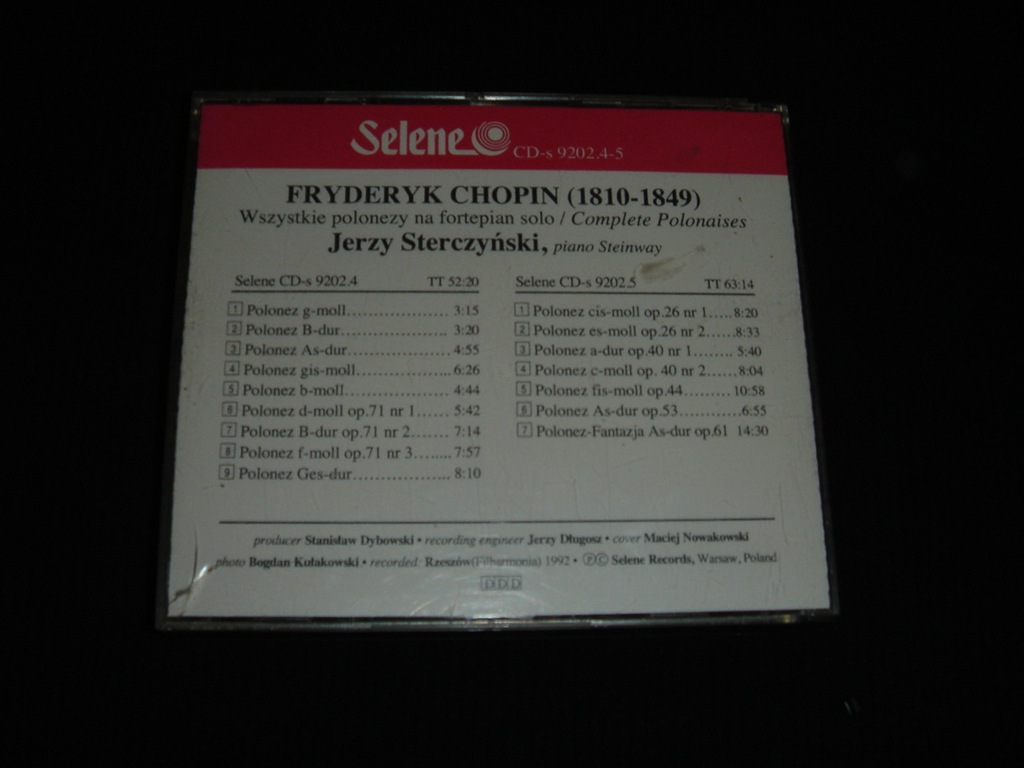 Selene
CD-s 9202.4-5
FRYDERYK CHOPIN (1810-1849)
Wszystkie polonezy na fortepian solo / Complete Polonaises
Jerzy Sterczyński, piano Steinway
Selene CD-s 9202.4 TT 52:20
1 Polonez g-moll.................... 3:15
2 Polonez B-dur..................... 3:20
3 Polonez As-dur................... 4:55
4 Polonez gis-moll.................. 6:26
5 Polonez b-moll.................... 4:44
6 Polonez d-moll op.71 nr 1...... 5:42
7 Polonez B-dur op.71 nr 2....... 7:14
8 Polonez f-moll op.71 nr 3........ 7:57
9 Polonez Ges-dur.................. 8:10
Selene CD-s 9202.5 TT 63:14
1 Polonez cis-moll op.26 nr 1.....8:20
2 Polonez es-moll op.26 nr 2......8:33
3 Polonez a-dur op.40 nr 1........ 5:40
4 Polonez c-moll op. 40 nr 2......8:04
5 Polonez fis-moll op.44......... 10:58
6 Polonez As-dur op.53............6:55
7 Polonez-Fantazja As-dur op.61 14:30
producer Stanisław Dybowski • recording engineer Jerzy Długosz • cover Maciej Nowakowski
photo Bogdan Kułakowski • recorded: Rzeszów(Filharmonia) 1992 • ℗© Selene Records, Warsaw, Poland
DDD